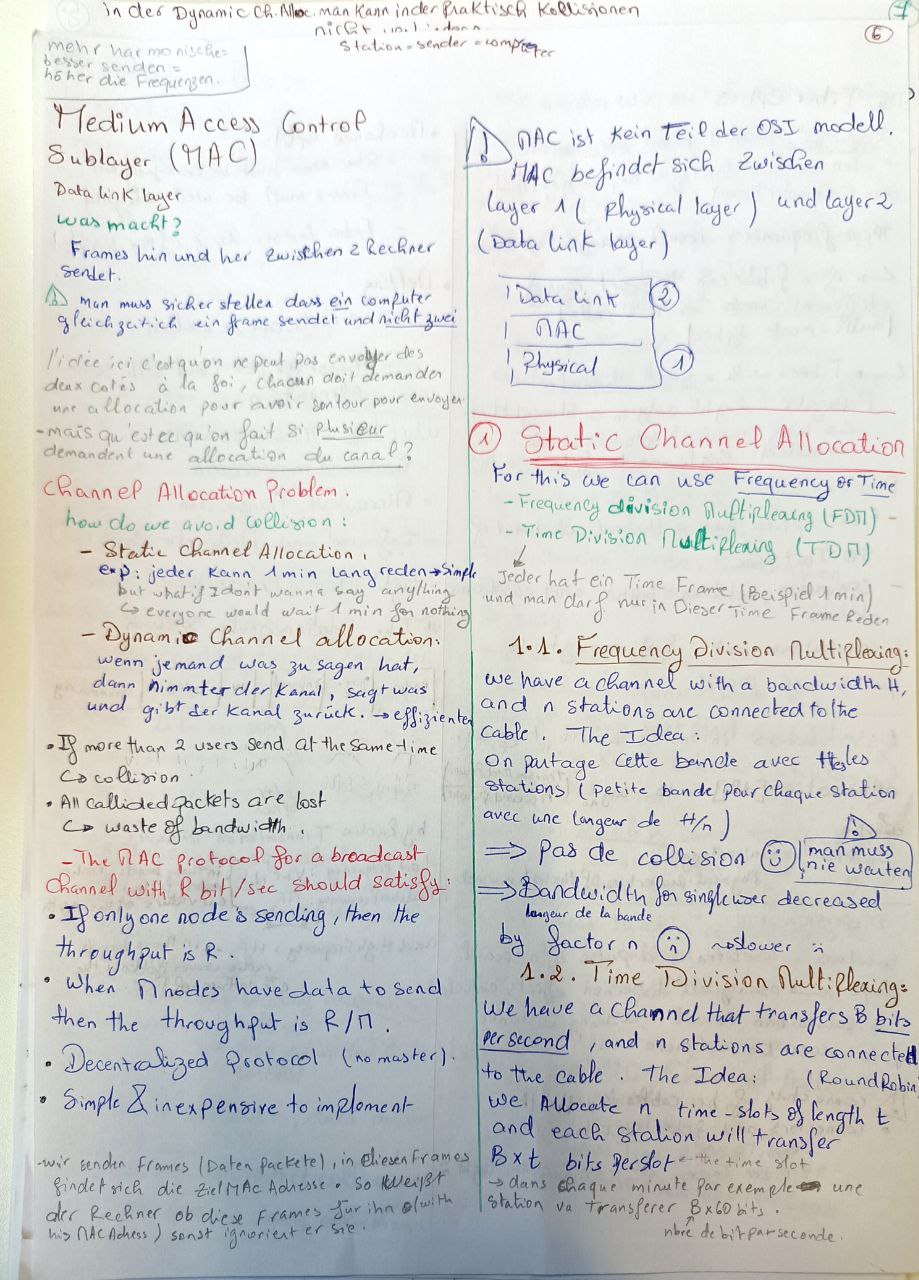 in der Dynamic Ch. Alloc. man kann in der Praktisch Kollisionen
nicht
Station = sender = computer
7
6
mehr harmonische =
besser senden =
höher die Frequenzen.
Medium Access Control
Sublayer (MAC)
Data link layer
was macht?
Frames hin und her zwischen 2 Rechner
sendet.
! Man muss sicher stellen dass ein computer
gleichzeitich ein frame sendet und nicht zwei
l'idée ici c'est qu'on ne peut pas envoyer des
deux cotés à la foi, chacun doit demander
une allocation pour avoir son tour pour envoyer.
- mais qu'est ce qu'on fait si plusieur
demandent une allocation du canal?
Channel Allocation Problem.
how do we avoid collision:
- Static Channel Allocation.
exp: jeder kann 1 min lang reden → simple
but what if I dont wanna say anything
↳ everyone would wait 1 min for nothing
- Dynamic Channel allocation:
wenn jemand was zu sagen hat,
dann nimmt er der Kanal, sagt was
und gibt der Kanal zurück. → effizienter
• If more than 2 users send at the same time
↳ collision.
• All collided packets are lost
↳ waste of bandwidth.
- The MAC protocol for a broadcast
Channel with R bit/sec should satisfy:
• If only one node is sending, then the
throughput is R.
• When M nodes have data to send
then the throughput is R/M.
• Decentralized Protocol (no master).
• Simple & inexpensive to implement
- wir senden Frames (Daten packete), in diesen Frames
findet sich die Ziel MAC Adresse. So weißt
der Rechner ob diese Frames für ihn (with
his MAC Adress) sonst ignoriert er sie.
! MAC ist kein Teil der OSI modell.
MAC befindet sich zwischen
layer 1 (Physical layer) und layer 2
(Data link layer)
Data link 2
MAC
Physical 1
1 Static Channel Allocation
For this we can use Frequency or Time
- Frequency division Multiplexing (FDM) -
- Time Division Multiplexing (TDM)
Jeder hat ein Time Frame (Beispiel 1 min)
und man darf nur in Dieser Time Frame Reden
1.1. Frequency Division Multiplexing:
we have a channel with a bandwidth H,
and n stations are connected to the
cable. The Idea:
On partage cette bande avec les
stations (petite bande pour chaque station
avec une longeur de H/n)
⇒ pas de collision ☺ ! man muss
nie warten
⇒ Bandwidth for single user decreased
longeur de la bande
by factor n ☹ → slower
1.2. Time Division Multiplexing:
We have a channel that transfers B bits
per second, and n stations are connected
to the cable. The Idea: (Round Robin
we Allocate n time-slots of length t
and each station will transfer
B x t bits per slot ← the time slot
→ dans chaque minute par exemple une
station va transferer B x 60 bits.
nbre de bit par seconde.